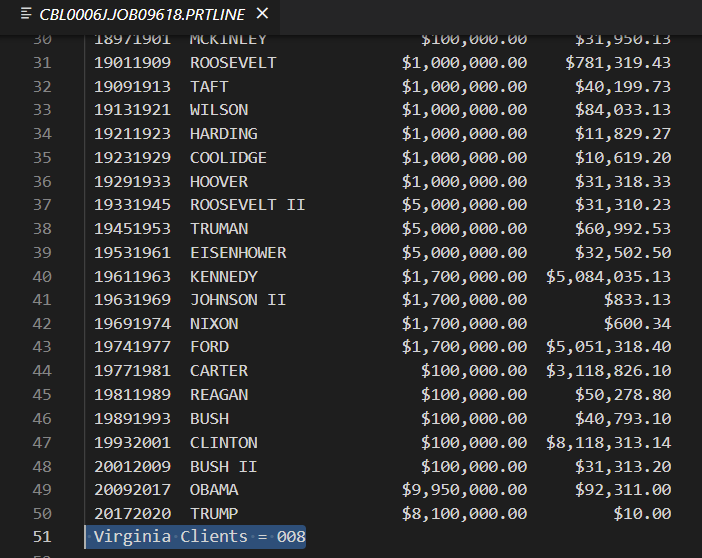 CBL0006J.JOB09618.PRTLINE ×
30 18971901 MCKINLEY $100,000.00 $31,950.13
31 19011909 ROOSEVELT $1,000,000.00 $781,319.43
32 19091913 TAFT $1,000,000.00 $40,199.73
33 19131921 WILSON $1,000,000.00 $84,033.13
34 19211923 HARDING $1,000,000.00 $11,829.27
35 19231929 COOLIDGE $1,000,000.00 $10,619.20
36 19291933 HOOVER $1,000,000.00 $31,318.33
37 19331945 ROOSEVELT II $5,000,000.00 $31,310.23
38 19451953 TRUMAN $5,000,000.00 $60,992.53
39 19531961 EISENHOWER $5,000,000.00 $32,502.50
40 19611963 KENNEDY $1,700,000.00 $5,084,035.13
41 19631969 JOHNSON II $1,700,000.00 $833.13
42 19691974 NIXON $1,700,000.00 $600.34
43 19741977 FORD $1,700,000.00 $5,051,318.40
44 19771981 CARTER $100,000.00 $3,118,826.10
45 19811989 REAGAN $100,000.00 $50,278.80
46 19891993 BUSH $100,000.00 $40,793.10
47 19932001 CLINTON $100,000.00 $8,118,313.14
48 20012009 BUSH II $100,000.00 $31,313.20
49 20092017 OBAMA $9,950,000.00 $92,311.00
50 20172020 TRUMP $8,100,000.00 $10.00
51 Virginia Clients = 008